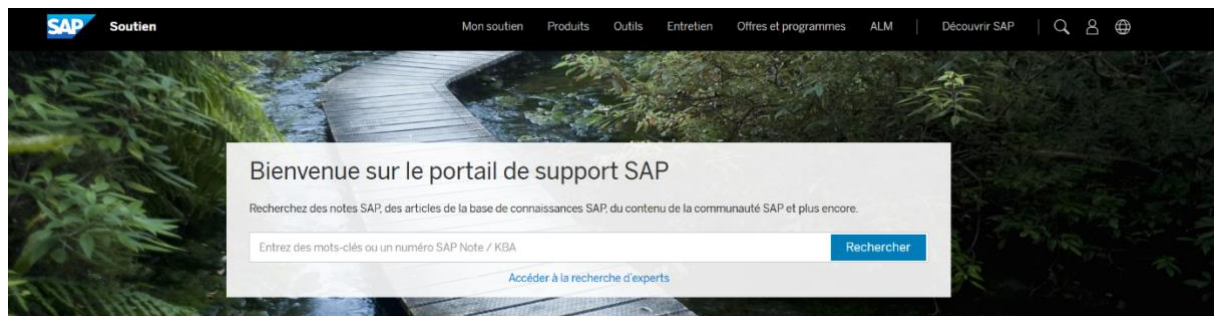 SAP Soutien Mon soutien Produits Outils Entretien Offres et programmes ALM Découvrir SAP
Bienvenue sur le portail de support SAP
Recherchez des notes SAP, des articles de la base de connaissances SAP, du contenu de la communauté SAP et plus encore.
Entrez des mots-clés ou un numéro SAP Note / KBA Rechercher
Accéder à la recherche d'experts